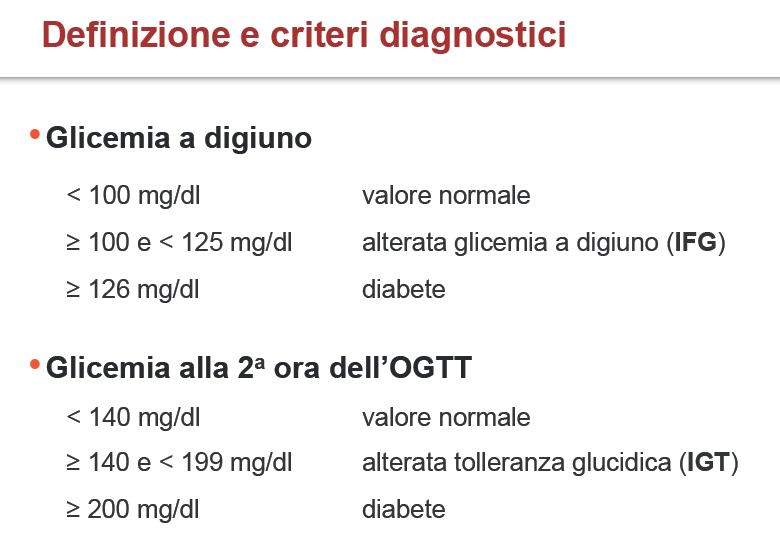 Definizione e criteri diagnostici
•Glicemia a digiuno
< 100 mg/dl valore normale
≥ 100 e < 125 mg/dl alterata glicemia a digiuno (IFG)
≥ 126 mg/dl diabete
•Glicemia alla 2ª ora dell’OGTT
< 140 mg/dl valore normale
≥ 140 e < 199 mg/dl alterata tolleranza glucidica (IGT)
≥ 200 mg/dl diabete